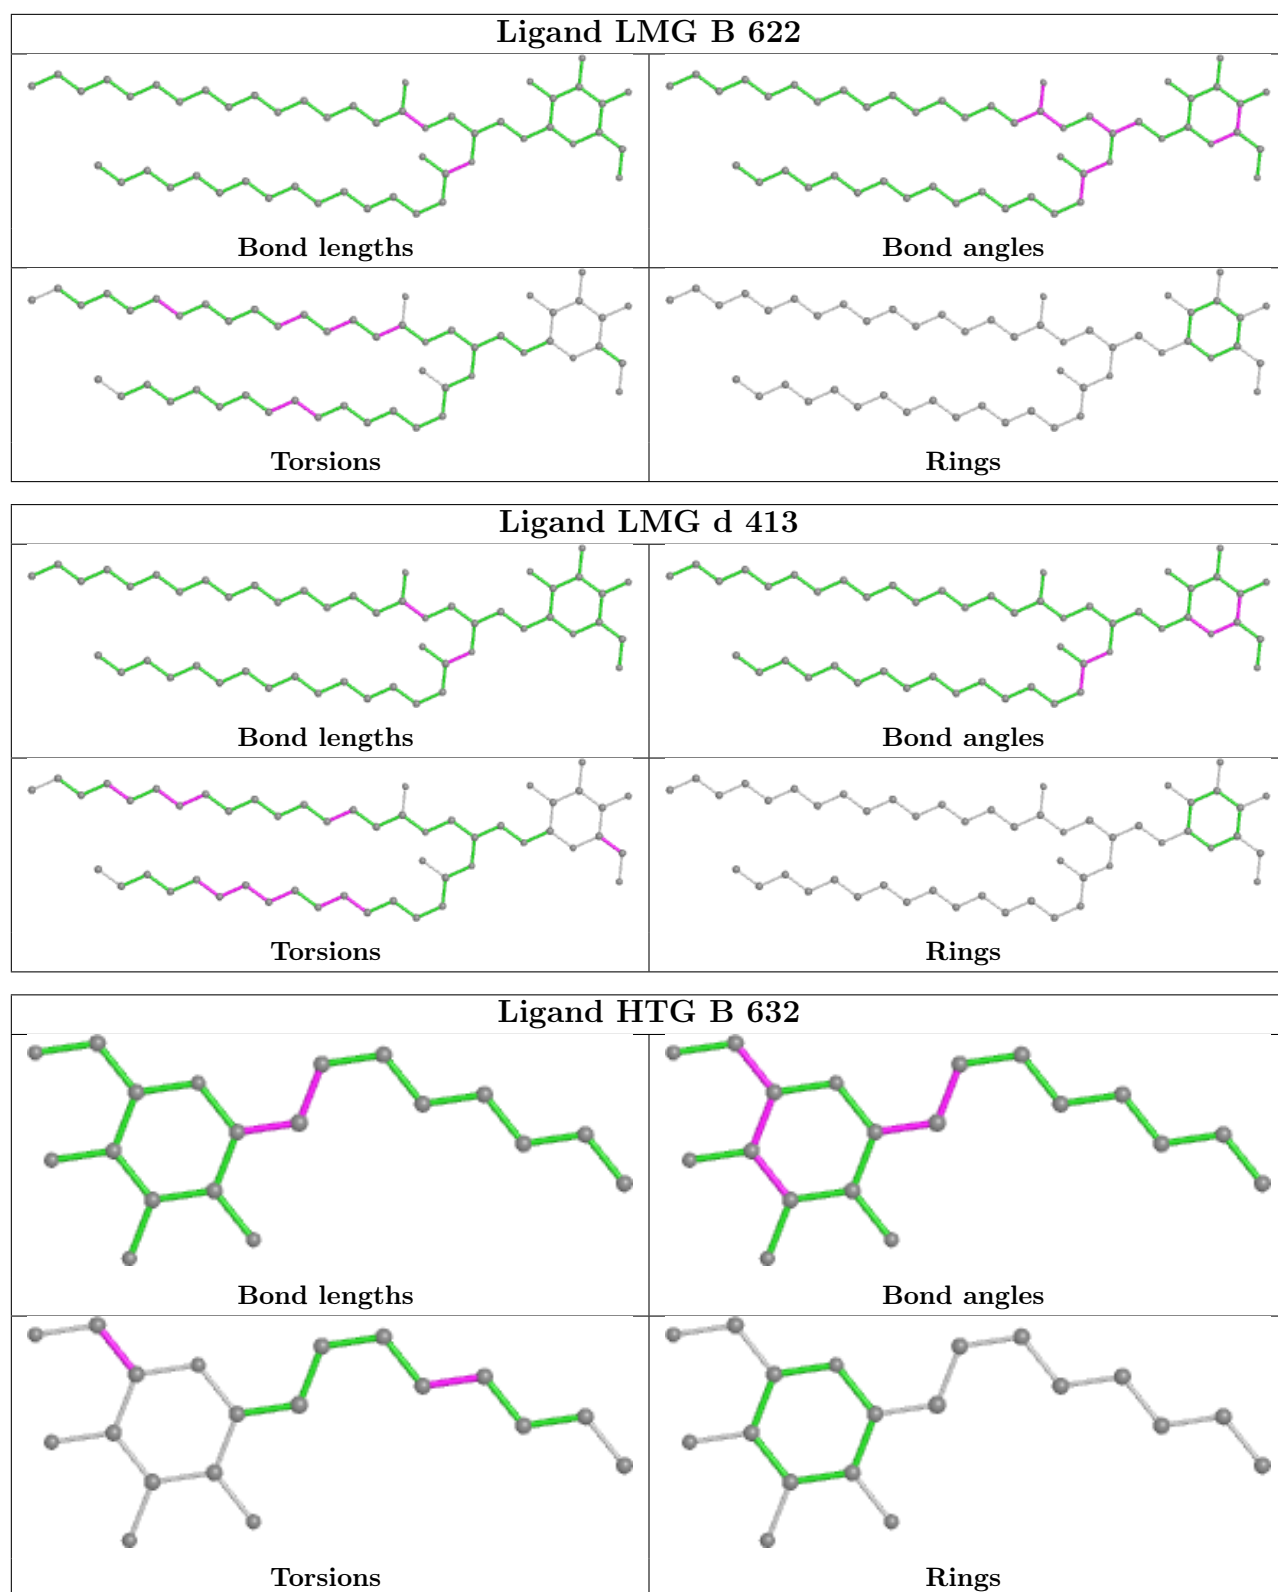 Ligand LMG B 622
Bond lengths
Bond angles
Torsions
Rings
Ligand LMG d 413
Bond lengths
Bond angles
Torsions
Rings
Ligand HTG B 632
Bond lengths
Bond angles
Torsions
Rings